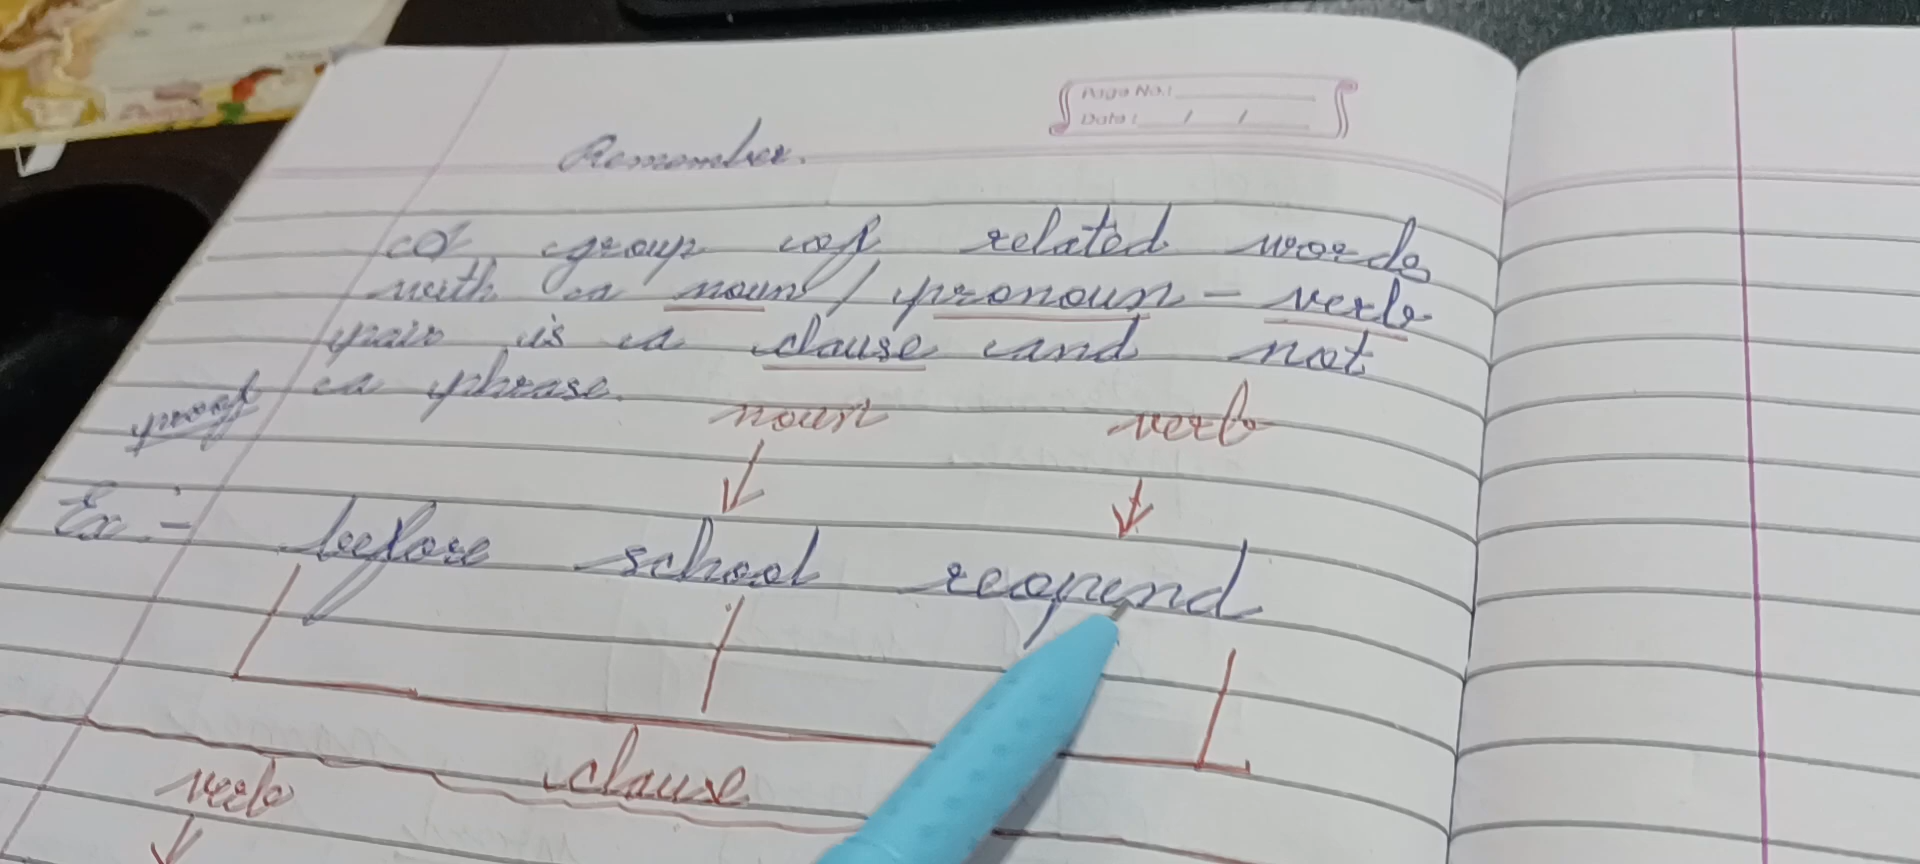 Page No.:
Date : / /
Remember.
A group of related words
with a noun / pronoun - verb
pair is a clause and not
a phrase.
proof
noun verb
Ex :- before school reopend
clause
verb